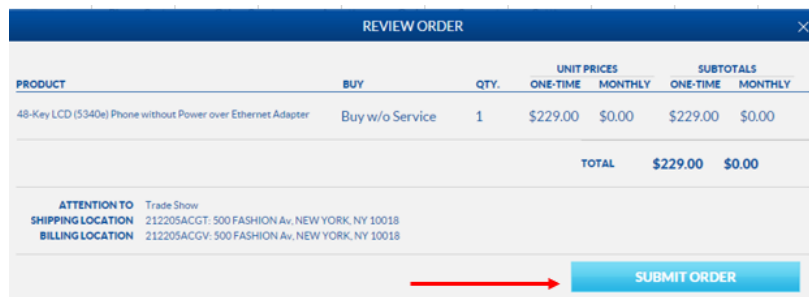 REVIEW ORDER
UNIT PRICES SUBTOTALS
PRODUCT BUY QTY. ONE-TIME MONTHLY ONE-TIME MONTHLY
48-Key LCD (5340e) Phone without Power over Ethernet Adapter Buy w/o Service 1 $229.00 $0.00 $229.00 $0.00
TOTAL $229.00 $0.00
ATTENTION TO Trade Show
SHIPPING LOCATION 212205ACGT: 500 FASHION Av, NEW YORK, NY 10018
BILLING LOCATION 212205ACGV: 500 FASHION Av, NEW YORK, NY 10018
SUBMIT ORDER